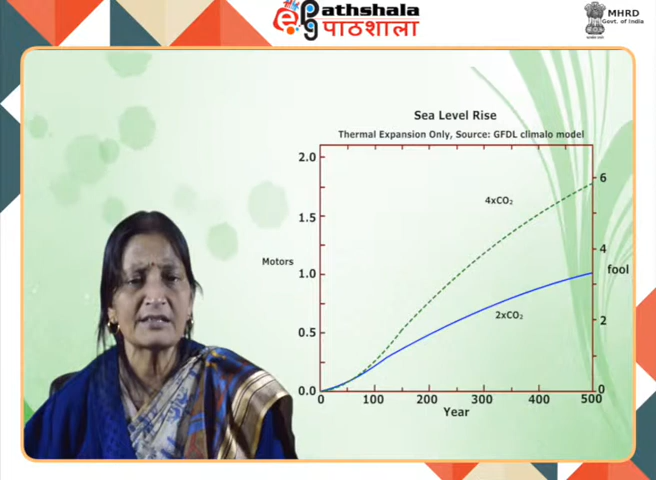 ePathshala
पाठशाला
MHRD
Govt. of India
Sea Level Rise
Thermal Expansion Only, Source: GFDL climalo model
2.0
1.5
1.0
0.5
0.0
Motors
4xCO₂
2xCO₂
6
4
fool
2
0
0 100 200 300 400 500
Year